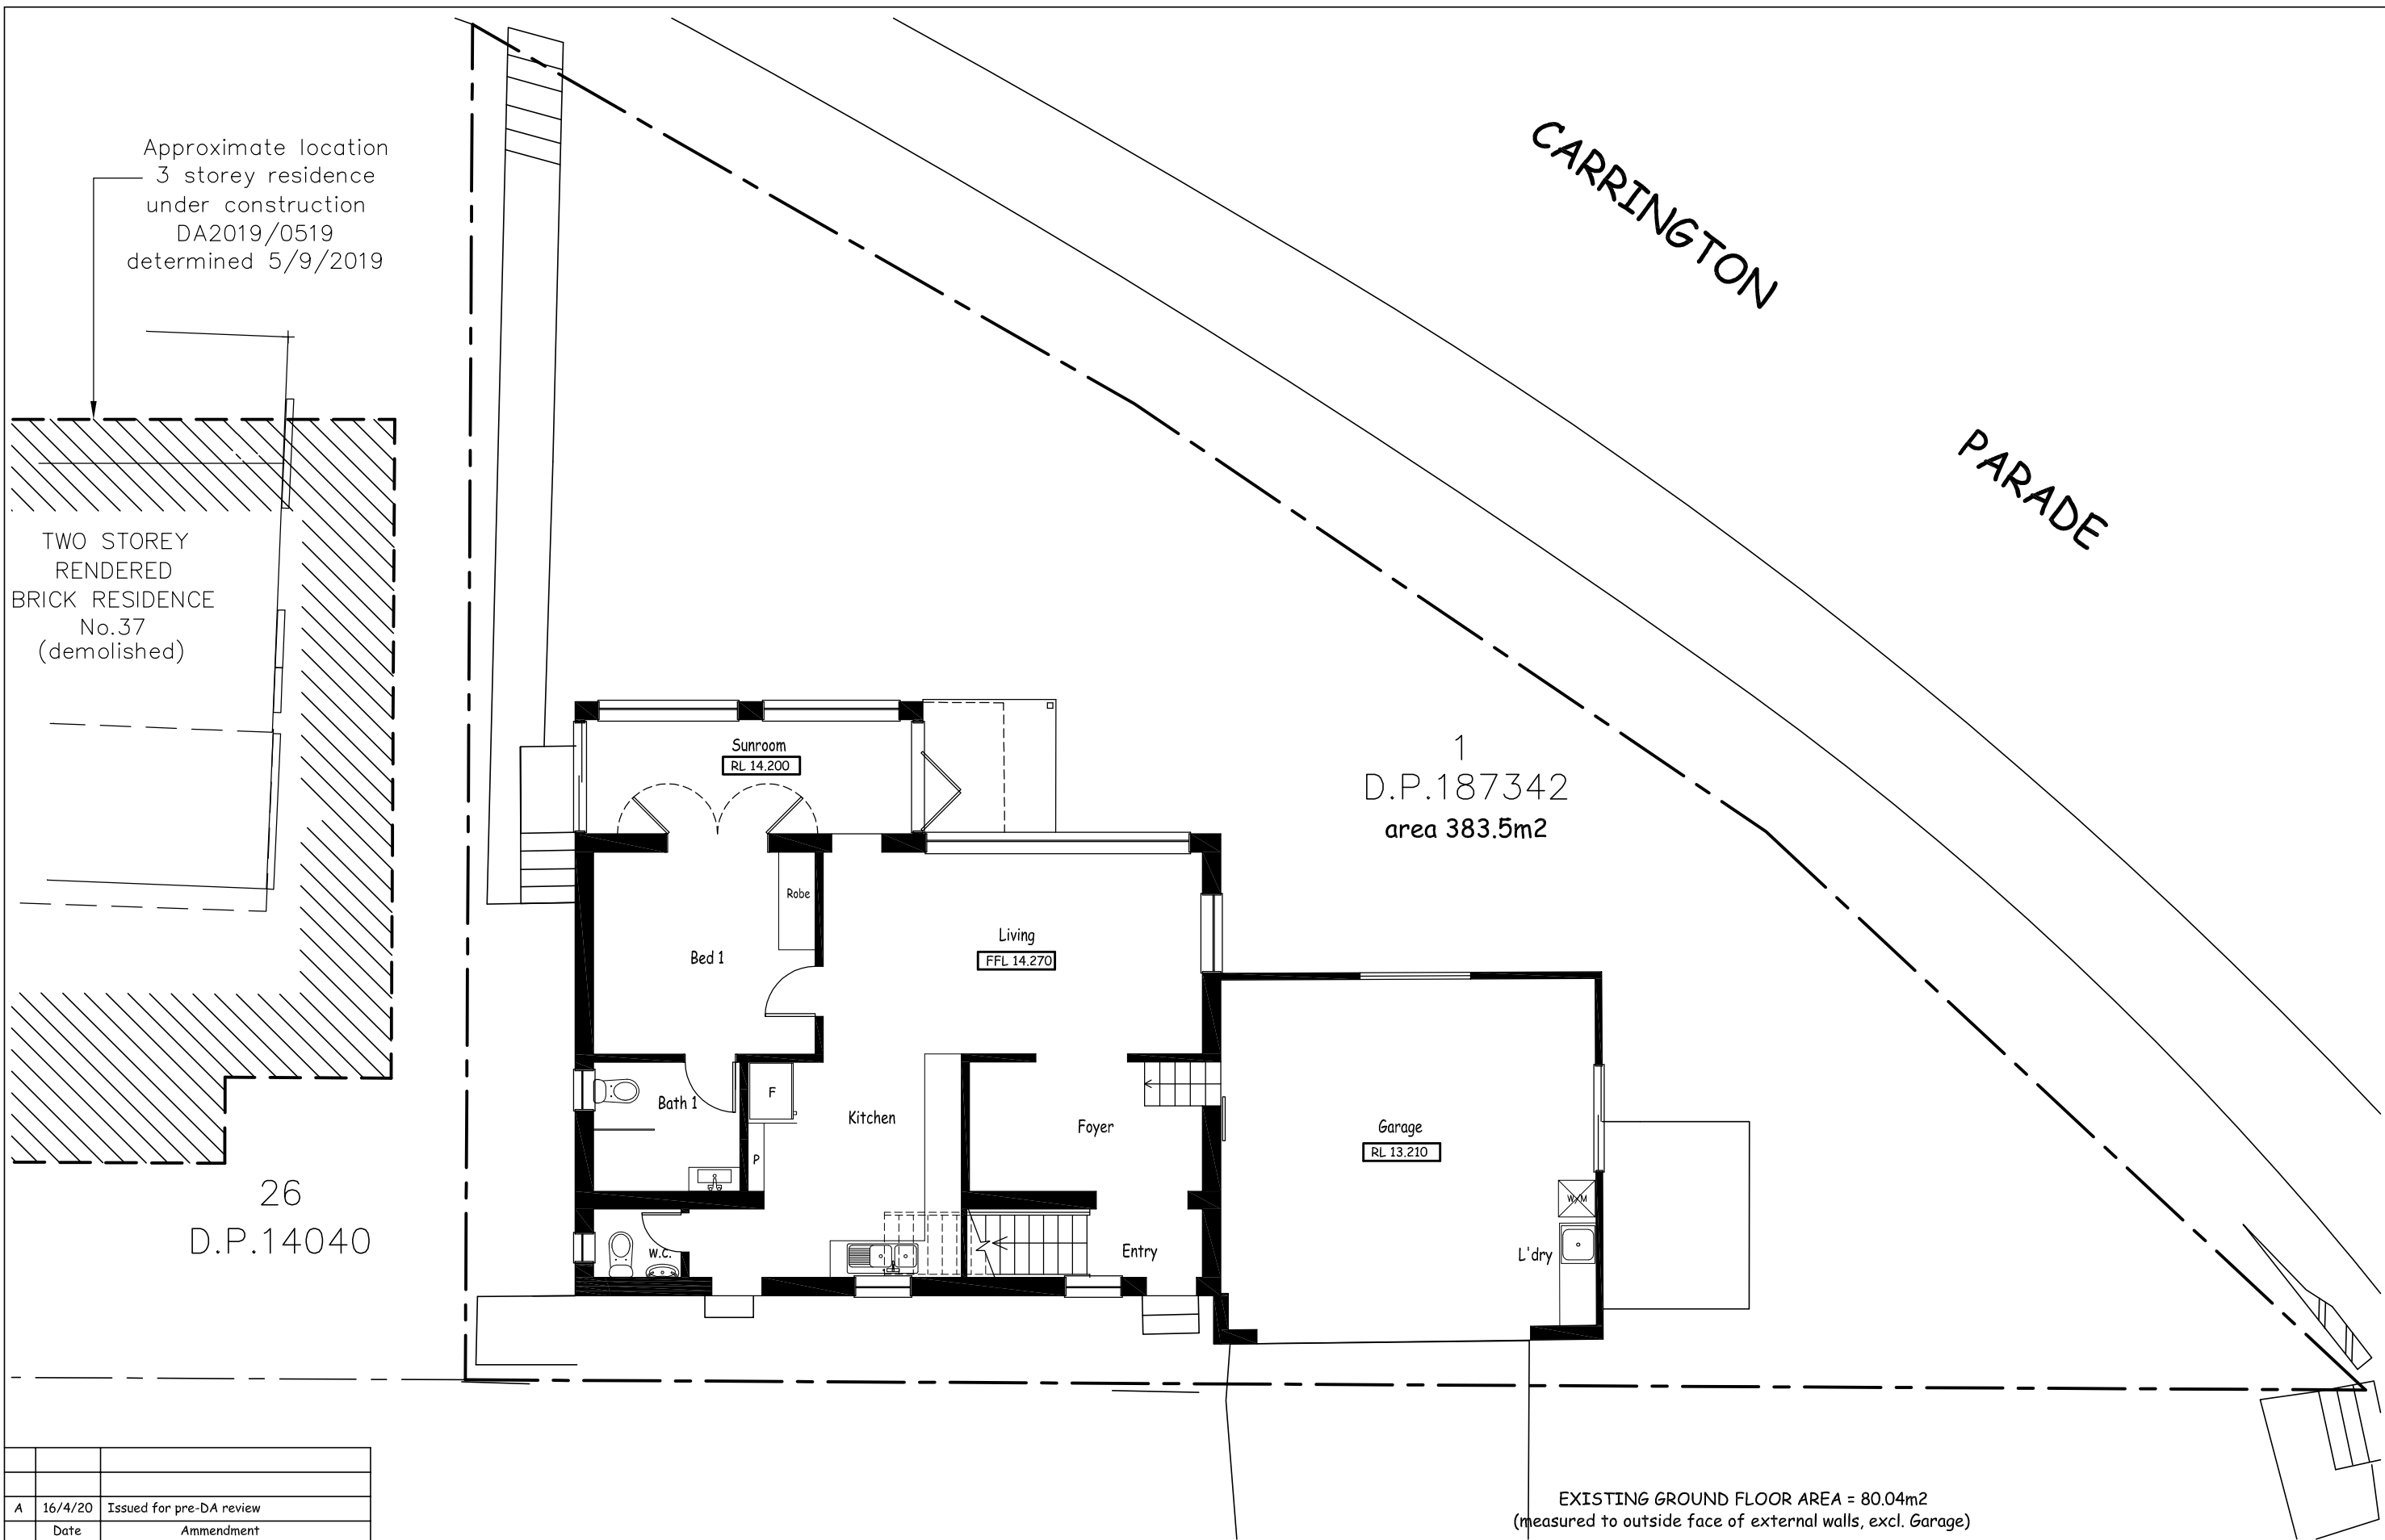 Approximate location
3 storey residence
under construction
DA2019/0519
determined 5/9/2019
CARRINGTON
PARADE
TWO STOREY
RENDERED
BRICK RESIDENCE
No.37
(demolished)
Sunroom
RL 14.200
1
D.P.187342
area 383.5m2
Robe
Living
FFL 14.270
Bed 1
F
Bath 1
Kitchen
Foyer
Garage
RL 13.210
P
26
D.P.14040
W/M
W.C.
Entry
L'dry
A 16/4/20 Issued for pre-DA review
Date Ammendment
EXISTING GROUND FLOOR AREA = 80.04m2
(measured to outside face of external walls, excl. Garage)